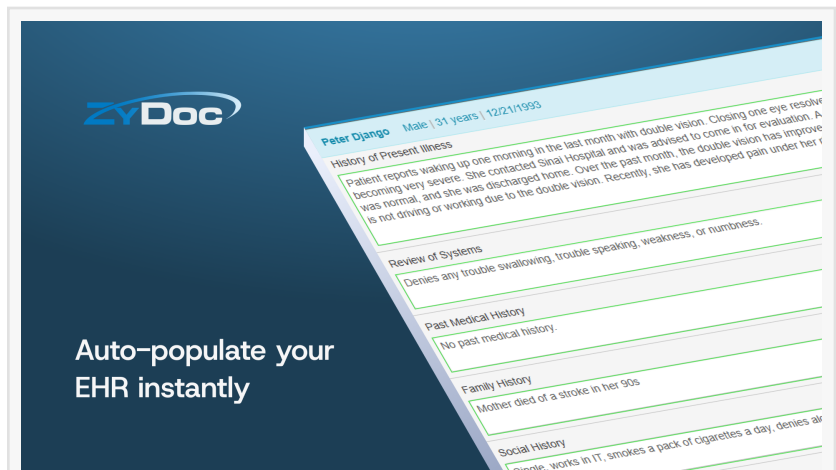 ZyDoc
Peter Django Male | 31 years | 12/21/1993
History of Present Illness
Patient reports waking up one morning in the last month with double vision. Closing one eye resolve
becoming very severe. She contacted Sinai Hospital and was advised to come in for evaluation. A
was normal, and she was discharged home. Over the past month, the double vision has improve
is not driving or working due to the double vision. Recently, she has developed pain under her r
Review of Systems
Denies any trouble swallowing, trouble speaking, weakness, or numbness.
Past Medical History
No past medical history.
Family History
Mother died of a stroke in her 90s
Social History
Single, works in IT, smokes a pack of cigarettes a day, denies alc
Auto-populate your
EHR instantly